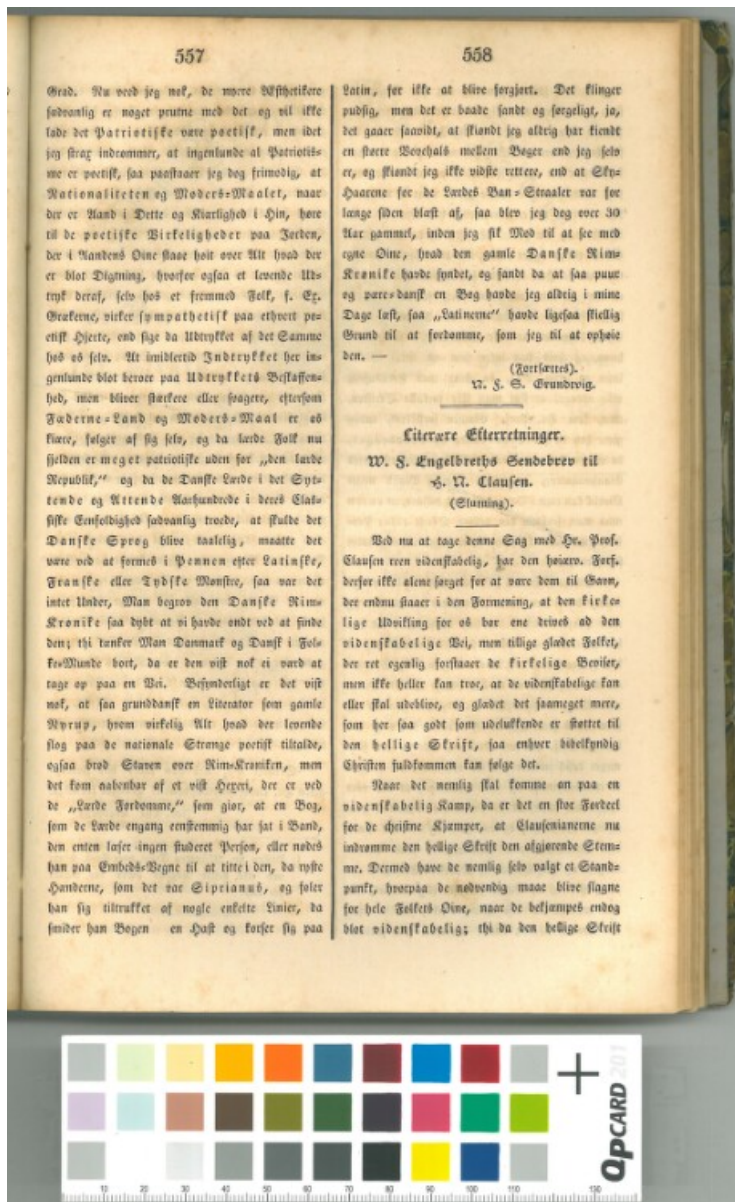 557
Grad. Nu veed jeg nok, de nyere Æsthetikere
sædvanlig er noget prutne med det og vil ikke
lade det Patriotiske være poetisk, men idet
jeg strax indrømmer, at ingenlunde al Patriotis-
me er poetisk, saa paastaaer jeg dog frimodig, at
Nationaliteten og Moders-Maalet, naar
der er Aand i Dette og Kiærlighed i Hin, høre
til de poetiske Virkeligheder paa Jorden,
der i Aandens Øine staae høit over Alt hvad der
er blot Digtning, hvorfor ogsaa et levende Ud-
tryk deraf, selv hos et fremmed Folk, f. Ex.
Grækerne, virker sympathetisk paa ethvert po-
etisk Hjerte, end sige da Udtrykket af det Samme
hos os selv. At imidlertid Indtrykket her in-
genlunde blot beroer paa Udtrykkets Beskaffen-
hed, men bliver stærkere eller svagere, eftersom
Fæderne-Land og Moders-Maal er os
kiære, følger af sig selv, og da lærde Folk nu
sjelden er meget patriotiske uden for „den lærde
Republik,“ og da de Danske Lærde i det Syt-
tende og Attende Aarhundrede i deres Clas-
siske Eenfoldighed sædvanlig troede, at skulde det
Danske Sprog blive taalelig, maatte det
være ved at formes i Pennen efter Latinske,
Franske eller Tydske Mønstre, saa var det
intet Under, Man begrov den Danske Rim-
Kronike saa dybt at vi havde ondt ved at finde
den; thi tænker Man Danmark og Dansk i Fol-
ke-Munde bort, da er den vist nok ei værd at
tage op paa en Vei. Besynderligt er det vist
nok, at saa grunddansk en Literator som gamle
Nyrup, hvem virkelig Alt hvad der levende
slog paa de nationale Strænge poetisk tiltalde,
ogsaa brød Staven over Rim-Krøniken, men
det kom aabenbar af et vist Hexeri, der er ved
de „Lærde Fordomme,“ som giør, at en Bog,
som de Lærde engang eenstemmig har sat i Band,
den enten læser ingen studeret Person, eller nødes
han paa Embeds-Vegne til at titte i den, da ryste
Hænderne, som det var Siprianus, og føler
han sig tiltrukket af nogle enkelte Linier, da
smider han Bogen en Hast og korser sig paa
558
Latin, for ikke at blive forgjort. Det klinger
pudsig, men det er baade sandt og sørgeligt, ja,
det gaaer saavidt, at skiøndt jeg aldrig har kiendt
en større Vovehals mellem Bøger end jeg selv
er, og skiøndt jeg ikke vidste rettere, end at Sky-
Haarene for de Lærdes Ban-Straaler var for
længe siden blæst af, saa blev jeg dog over 30
Aar gammel, inden jeg fik Mod til at see med
egne Øine, hvad den gamle Danske Rim-
Krønike havde syndet, og sandt da at saa puur
og pære-dansk en Bog havde jeg aldrig i mine
Dage læst, saa „Latinerne“ havde ligesaa skiellig
Grund til at fordømme, som jeg til at ophøie
den. —
(Fortsættes).
N. F. S. Grundtvig.
Literære Efterretninger.
W. F. Engelbreths Sendebrev til
H. N. Clausen.
(Slutning).
Ved nu at tage denne Sag med Hr. Prof.
Clausen reen videnskabelig, har den høiærv. Forf.
derfor ikke alene sørget for at være dem til Gavn,
der endnu staaer i den Formening, at den kirke-
lige Udvikling for os bør ene drives ad den
videnskabelige Vei, men tillige glædet Folket,
der ret egenlig forstaaer de kirkelige Beviser,
men ikke heller kan troe, at de videnskabelige kan
eller skal udeblive, og glædet det saameget mere,
som her saa godt som udelukkende er støttet til
den hellige Skrift, saa enhver bibelkyndig
Christen fuldkommen kan følge det.
Naar det nemlig skal komme an paa en
videnskabelig Kamp, da er det en stor Fordeel
for de christne Kjæmper, at Clausenianerne nu
indrømme den hellige Skrift den afgjørende Stem-
me. Dermed have de nemlig selv valgt et Stand-
punkt, hvorpaa de nødvendig maae blive slagne
for hele Folkets Øine, naar de bekjæmpes endog
blot videnskabelig; thi da den hellige Skrift
QPCARD 201
10 20 30 40 50 60 70 80 90 100 110 130